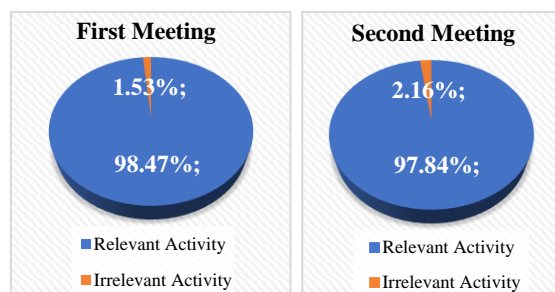 First Meeting
1.53%;
98.47%;
Relevant Activity
Irrelevant Activity
Second Meeting
2.16%;
97.84%;
Relevant Activity
Irrelevant Activity